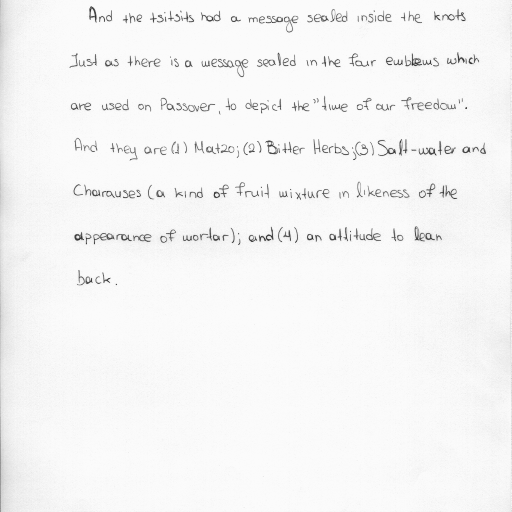 And the tsitsits had a message sealed inside the knots
Just as there is a message sealed in the four emblems which
are used on Passover, to depict the "time of our freedom".
And they are (1) Matzo; (2) Bitter Herbs; (3) Salt-water and
Charauses (a kind of fruit mixture in likeness of the
appearance of mortar); and (4) an attitude to lean
back.